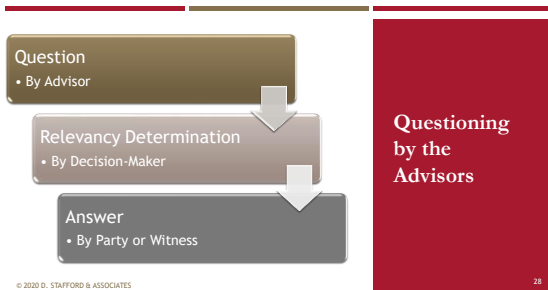 Question
• By Advisor
Relevancy Determination
• By Decision-Maker
Answer
• By Party or Witness
Questioning
by the
Advisors
© 2020 D. STAFFORD & ASSOCIATES
28